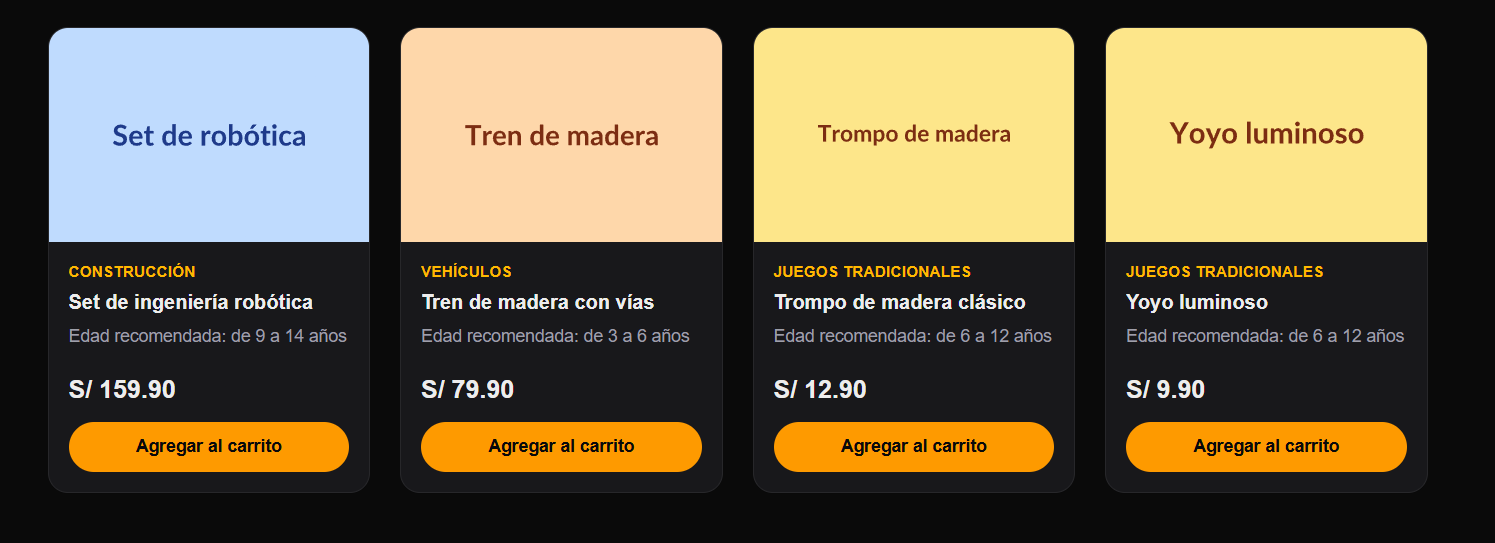 Set de robótica
CONSTRUCCIÓN
Set de ingeniería robótica
Edad recomendada: de 9 a 14 años
S/ 159.90
Agregar al carrito
Tren de madera
VEHÍCULOS
Tren de madera con vías
Edad recomendada: de 3 a 6 años
S/ 79.90
Agregar al carrito
Trompo de madera
JUEGOS TRADICIONALES
Trompo de madera clásico
Edad recomendada: de 6 a 12 años
S/ 12.90
Agregar al carrito
Yoyo luminoso
JUEGOS TRADICIONALES
Yoyo luminoso
Edad recomendada: de 6 a 12 años
S/ 9.90
Agregar al carrito